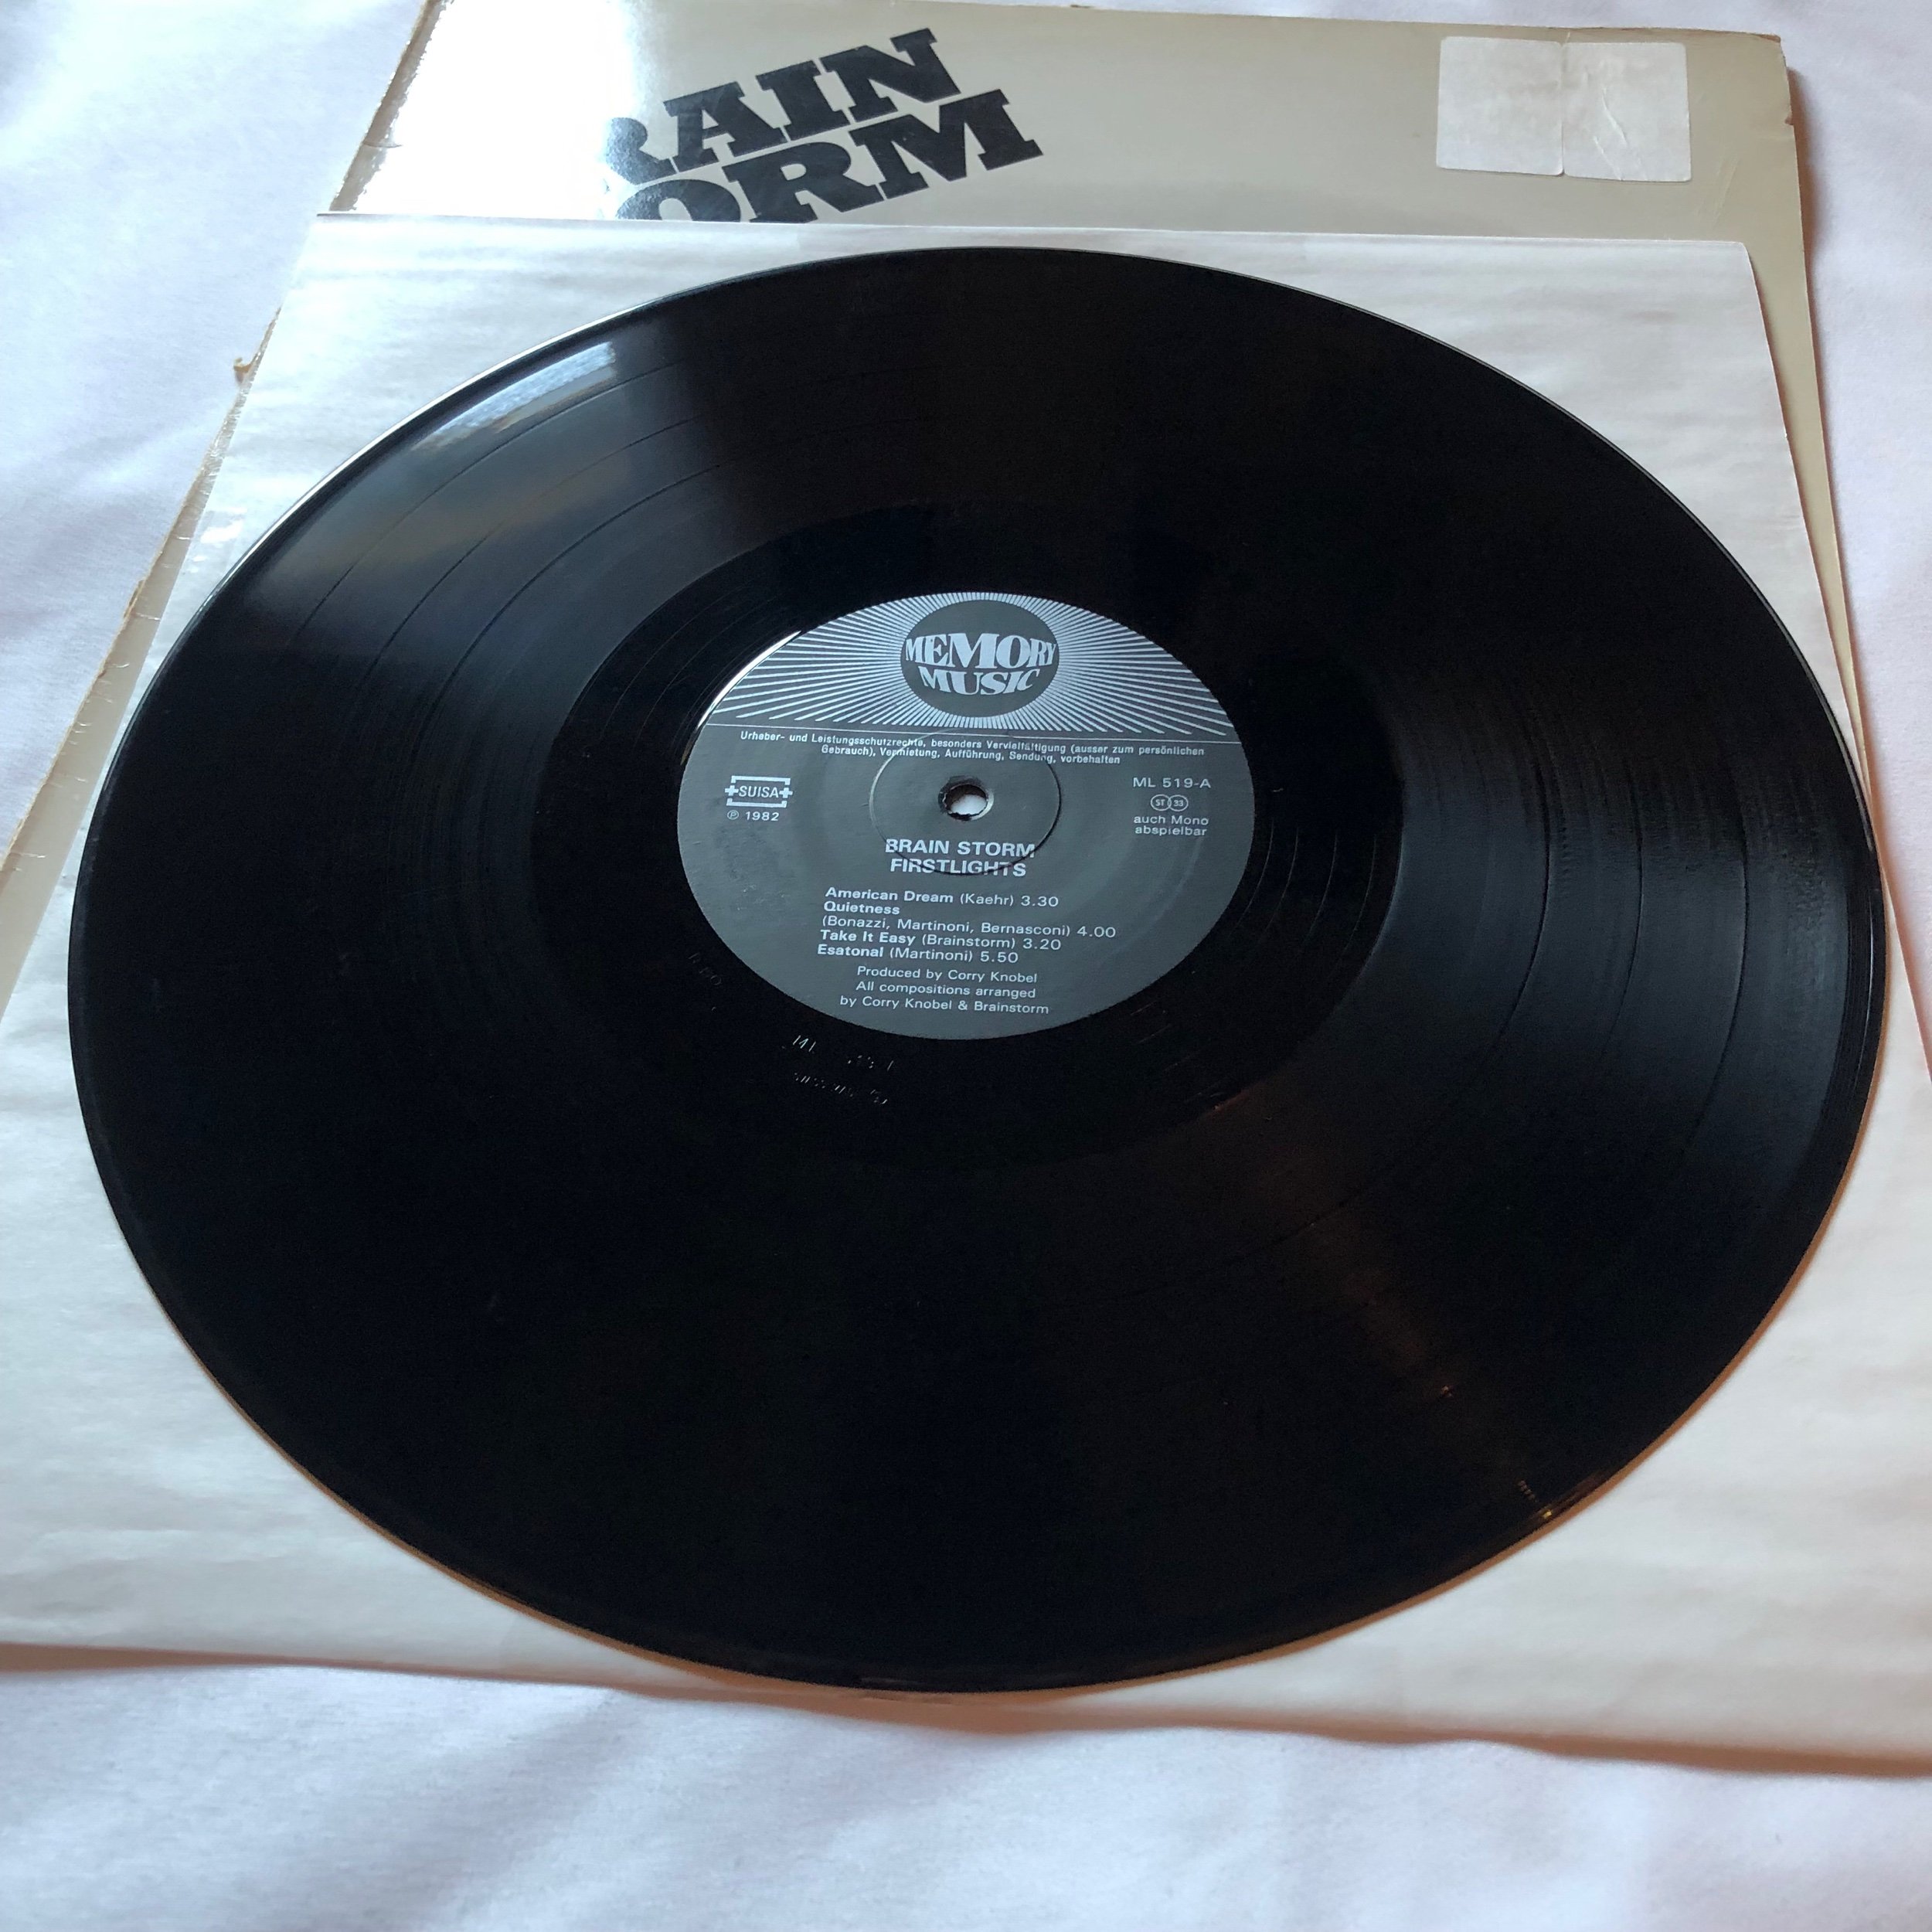 RAIN
ORM
MEMORY
MUSIC
Urheber- und Leistungsschutzrechte, besonders Vervielfältigung (ausser zum persönlichen
Gebrauch), Vermietung, Aufführung, Sendung, vorbehalten
SUISA
℗ 1982
ML 519-A
ST 33
auch Mono
abspielbar
BRAIN STORM
FIRSTLIGHTS
American Dream (Kaehr) 3.30
Quietness
(Bonazzi, Martinoni, Bernasconi) 4.00
Take It Easy (Brainstorm) 3.20
Esatonal (Martinoni) 5.50
Produced by Corry Knobel
All compositions arranged
by Corry Knobel & Brainstorm